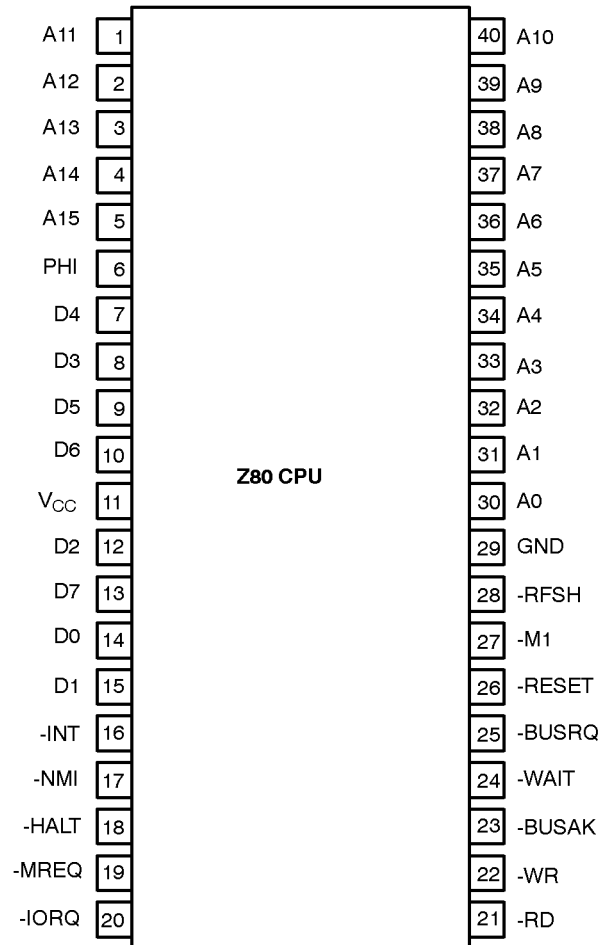 A11 1 40 A10
A12 2 39 A9
A13 3 38 A8
A14 4 37 A7
A15 5 36 A6
PHI 6 35 A5
D4 7 34 A4
D3 8 33 A3
D5 9 32 A2
D6 10 31 A1
Z80 CPU
VCC 11 30 A0
D2 12 29 GND
D7 13 28 -RFSH
D0 14 27 -M1
D1 15 26 -RESET
-INT 16 25 -BUSRQ
-NMI 17 24 -WAIT
-HALT 18 23 -BUSAK
-MREQ 19 22 -WR
-IORQ 20 21 -RD